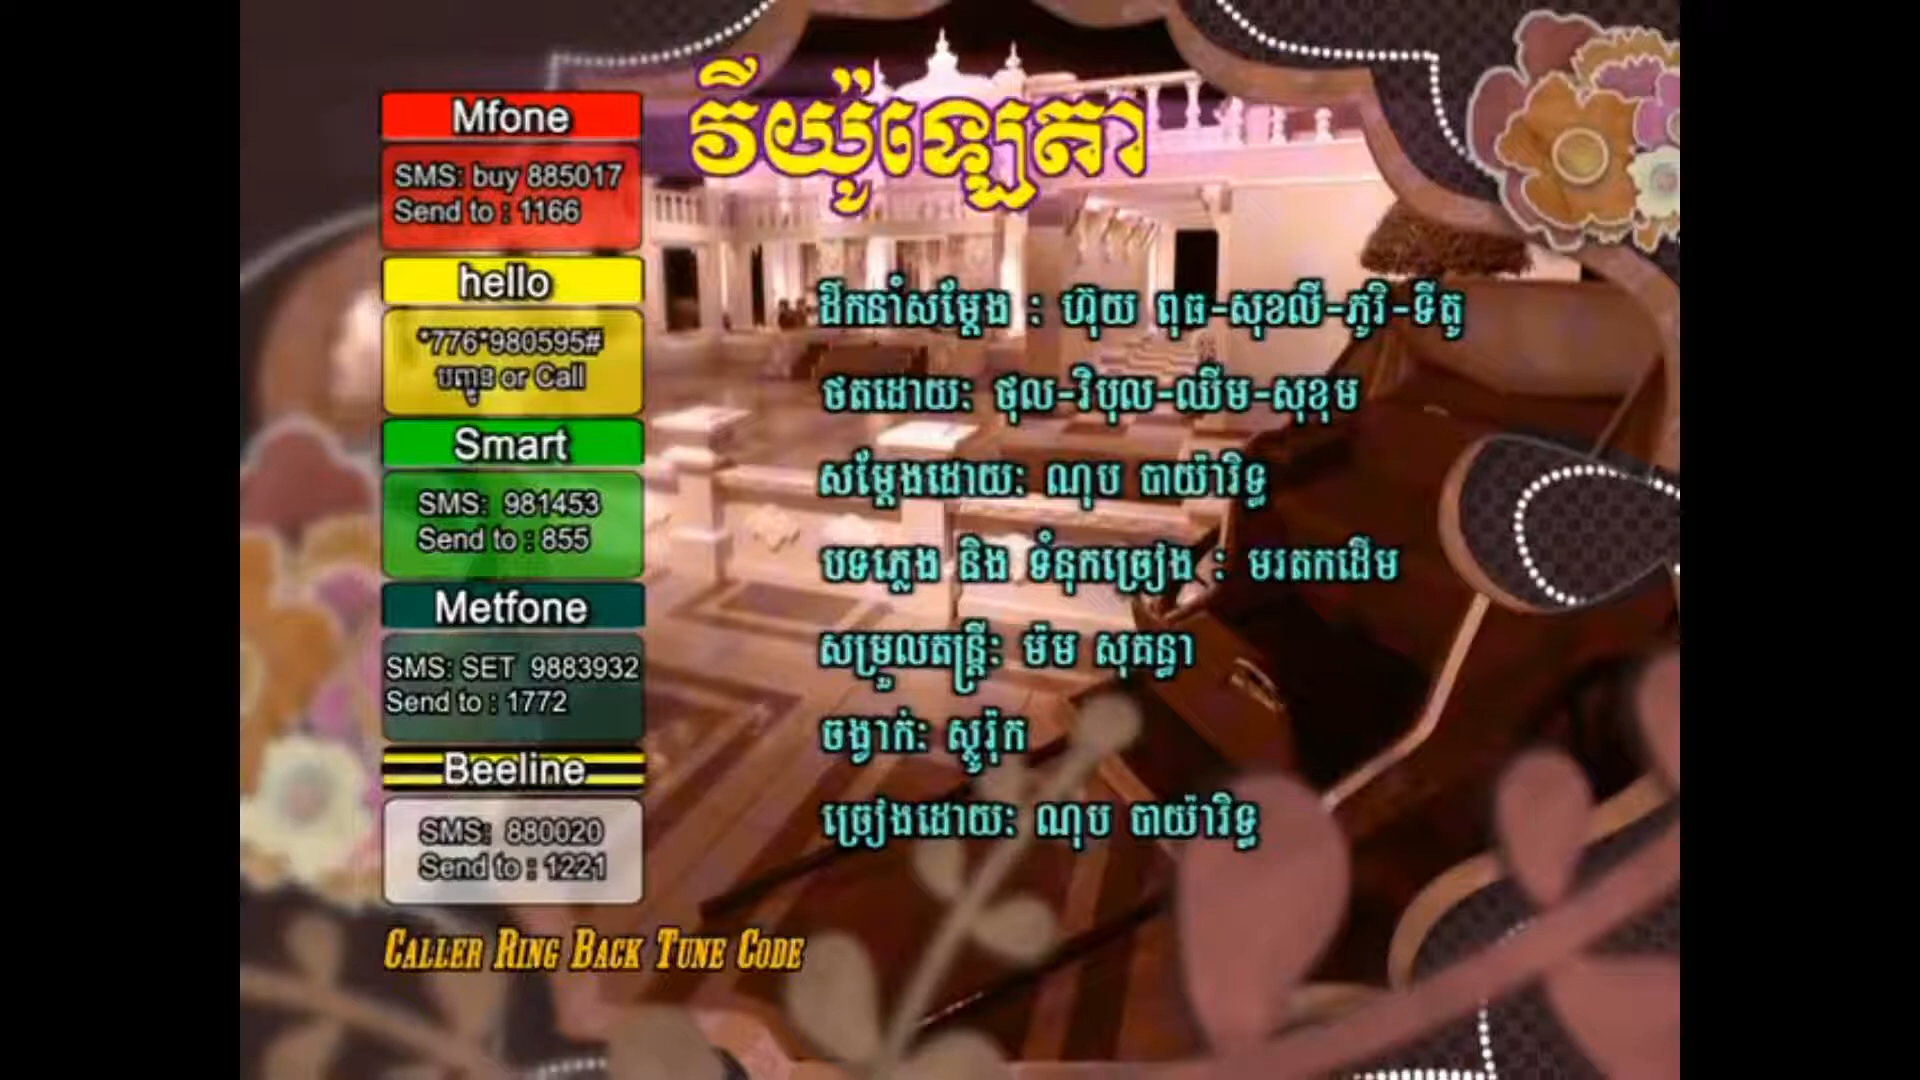 វីយ៉ូឡេតា
Mfone
SMS: buy 885017
Send to : 1166
hello
*776*980595#
បញ្ជូន or Call
Smart
SMS: 981453
Send to : 855
Metfone
SMS: SET 9883932
Send to : 1772
Beeline
SMS: 880020
Send to : 1221
CALLER RING BACK TUNE CODE
ដឹកនាំសម្ដែង : ហ៊ុយ ពុធ-សុខលី-ភូរិ-ទីតូ
ថតដោយ: ថុល-វិបុល-ឈឹម-សុខុម
សម្ដែងដោយ: ណុប បាយ៉ារិទ្ធ
បទភ្លេង និង ទំនុកច្រៀង : មរតកដើម
សម្រួលតន្ត្រី: ម៉ម សុគន្ធា
ចង្វាក់: ស្លូរ៉ុក
ច្រៀងដោយ: ណុប បាយ៉ារិទ្ធ